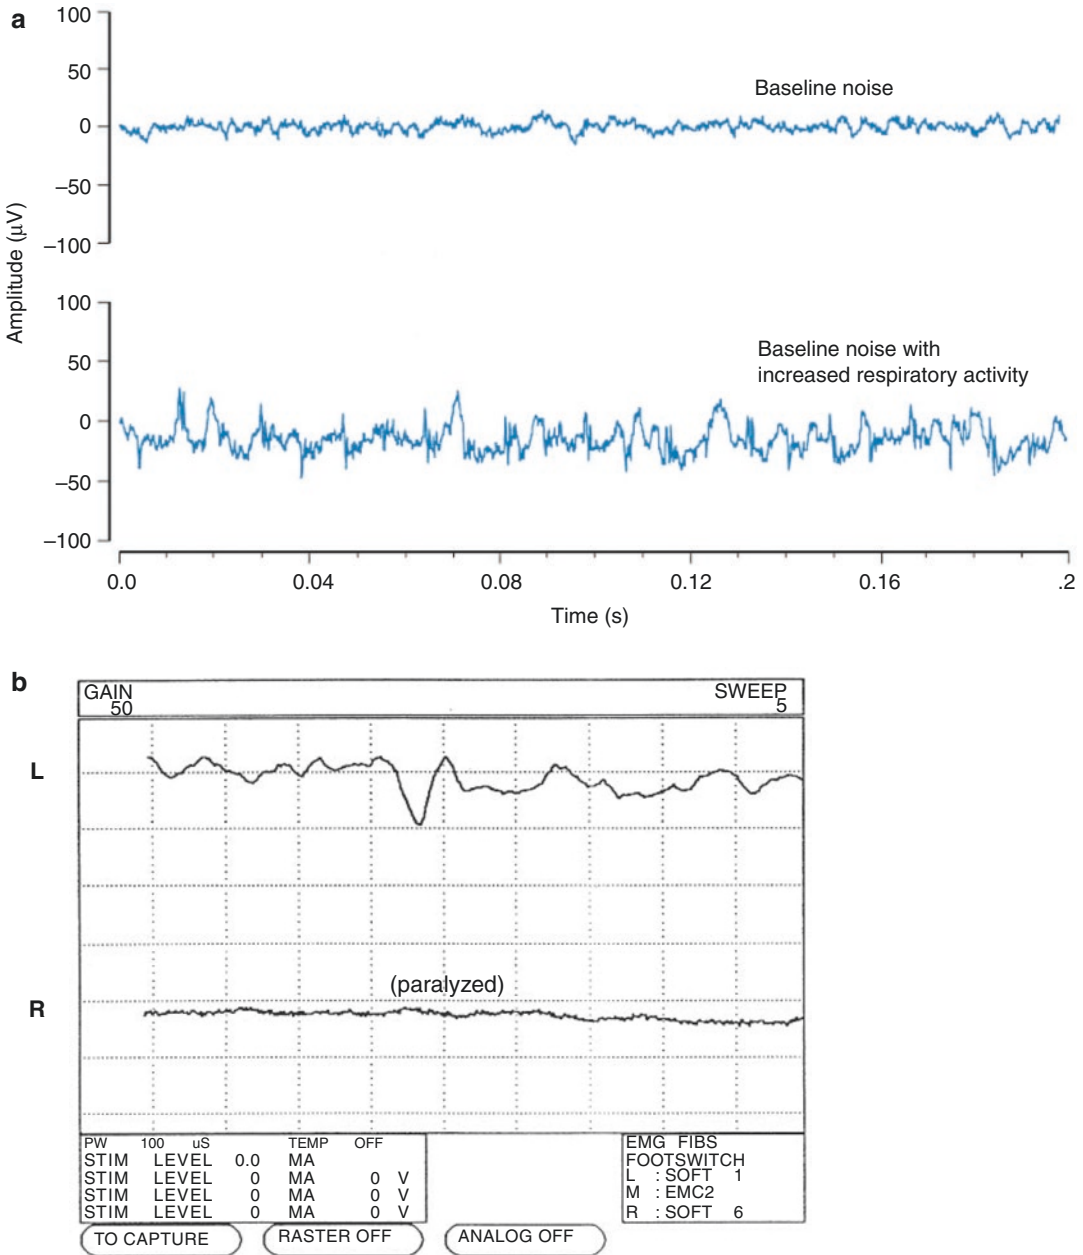 a
Amplitude (μV)
100
50
0
–50
–100
Baseline noise
100
50
0
–50
–100
Baseline noise with
increased respiratory activity
0.0 0.04 0.08 0.12 0.16 .2
Time (s)
b
GAIN SWEEP
50 5
L
(paralyzed)
R
PW 100 uS TEMP OFF
STIM LEVEL 0.0 MA
STIM LEVEL 0 MA 0 V
STIM LEVEL 0 MA 0 V
STIM LEVEL 0 MA 0 V
EMG FIBS
FOOTSWITCH
L : SOFT 1
M : EMC2
R : SOFT 6
TO CAPTURE RASTER OFF ANALOG OFF